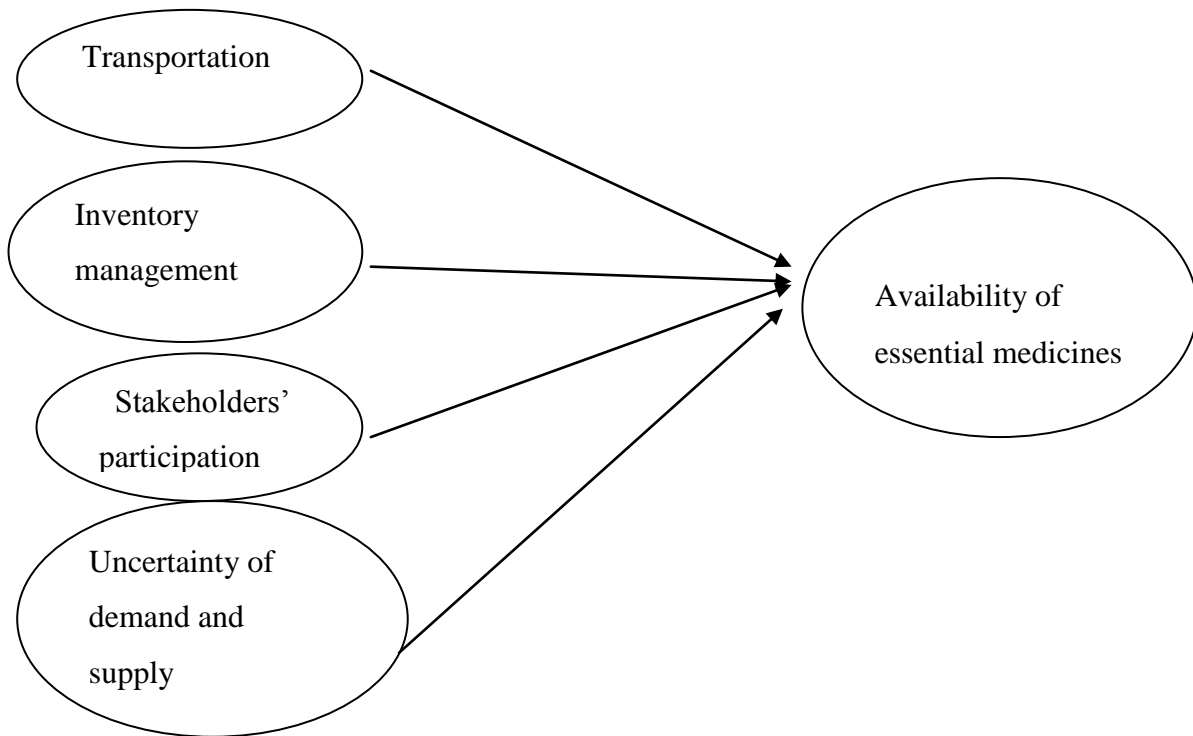 Transportation
Inventory
management
Stakeholders’
participation
Uncertainty of
demand and
supply
Availability of
essential medicines